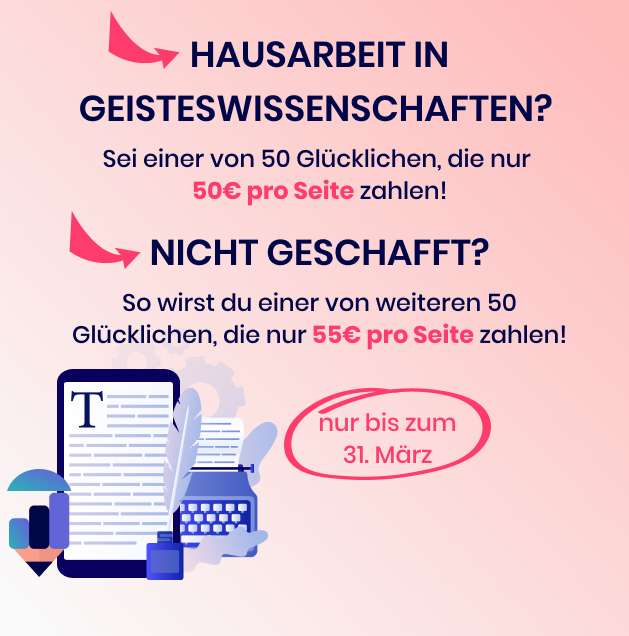 HAUSARBEIT IN
GEISTESWISSENSCHAFTEN?
Sei einer von 50 Glücklichen, die nur
50€ pro Seite zahlen!
NICHT GESCHAFFT?
So wirst du einer von weiteren 50
Glücklichen, die nur 55€ pro Seite zahlen!
T
nur bis zum
31. März